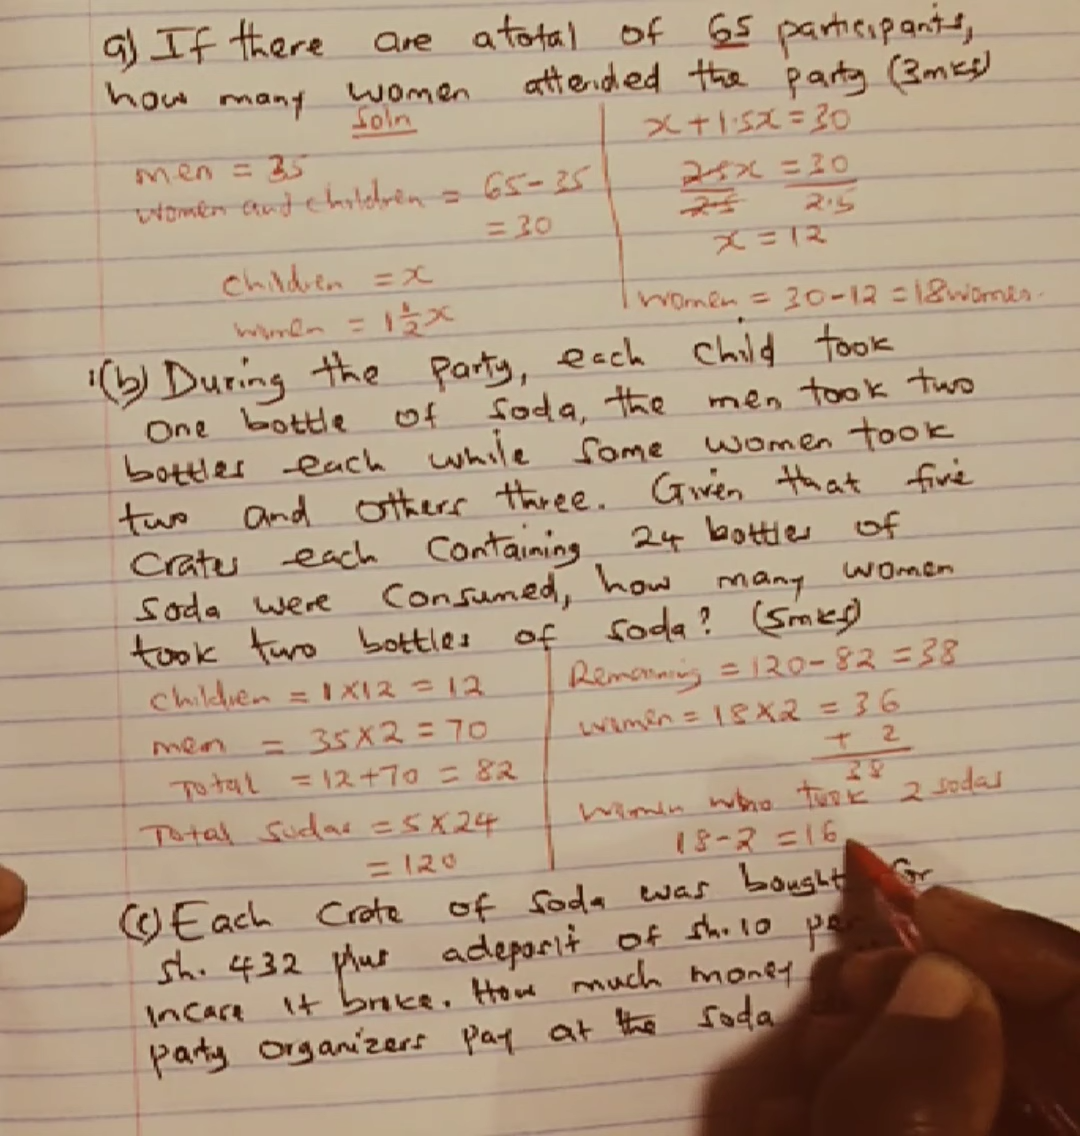 a) If there are a total of 65 participants,
how many women attended the party (3mks)
Soln
men = 35
women and children = 65-35
= 30
children = x
women = 1½x
x + 1.5x = 30
2.5x = 30
2.5 2.5
x = 12
women = 30-12 = 18 women.
1(b) During the party, each child took
one bottle of soda, the men took two
bottles each while some women took
two and others three. Given that five
crates each containing 24 bottles of
soda were consumed, how many women
took two bottles of soda? (5mks)
children = 1x12 = 12
men = 35x2 = 70
Total = 12+70 = 82
Total sodas = 5x24
= 120
Remaining = 120-82 = 38
women = 18x2 = 36
+ 2
38
women who took 2 sodas
18-2 = 16
(c) Each crate of soda was bought for
sh. 432 plus a deposit of sh.10
incase it broke. How much money
party organizers pay at the soda